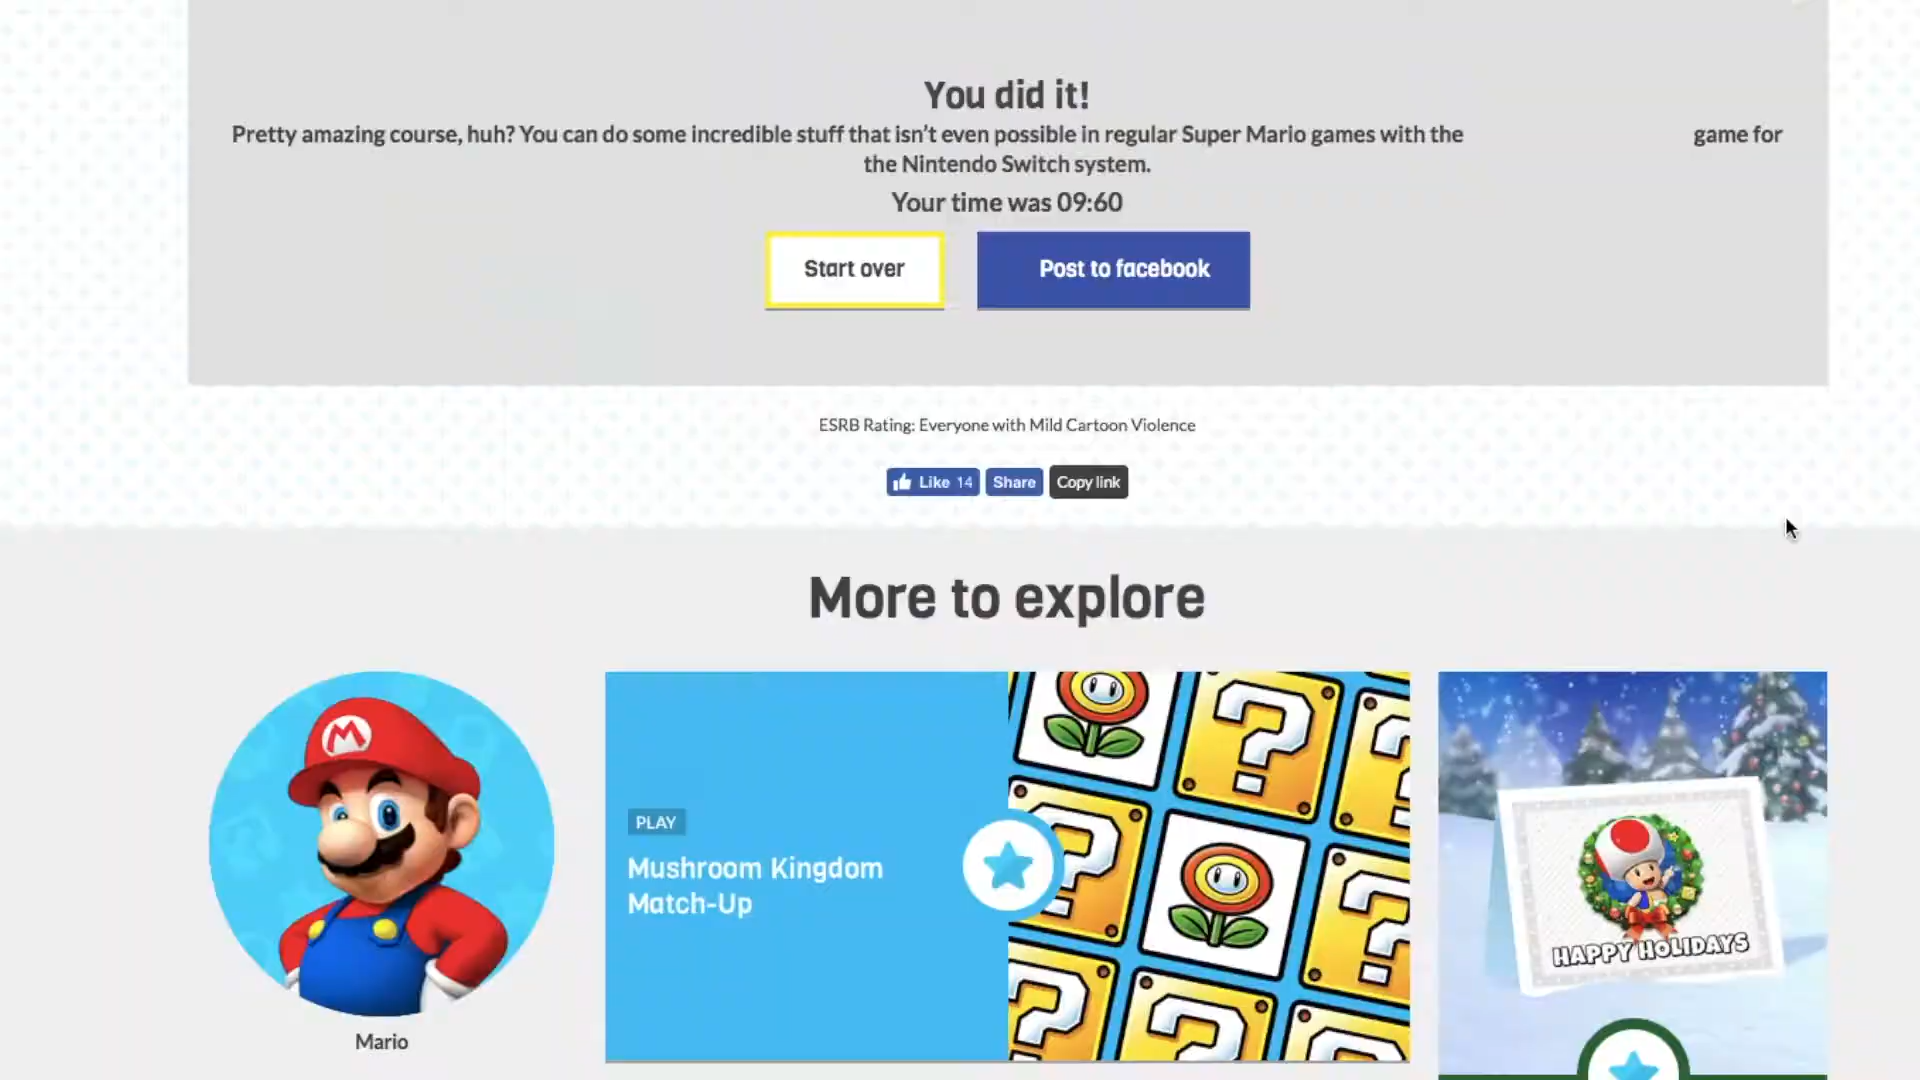 You did it!
Pretty amazing course, huh? You can do some incredible stuff that isn't even possible in regular Super Mario games with the game for
the Nintendo Switch system.
Your time was 09:60
Start over
Post to facebook
ESRB Rating: Everyone with Mild Cartoon Violence
Like 14
Share
Copy link
More to explore
M
Mario
PLAY
Mushroom Kingdom
Match-Up
?
?
?
?
?
?
?
HAPPY HOLIDAYS